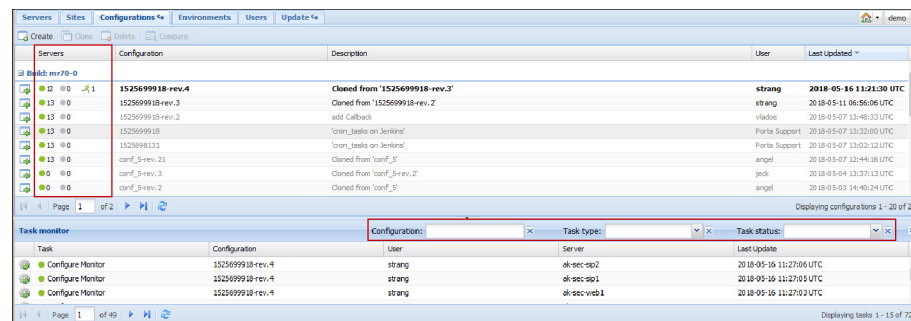 Servers Sites Configurations Environments Users Update demo
Create Clone Delete Compare
Servers Configuration Description User Last Updated
Build: mr70-0
12 0 1 1525699918-rev.4 Cloned from '1525699918-rev.3' strang 2018-05-16 11:21:30 UTC
13 0 1525699918-rev.3 Cloned from '1525699918-rev.2' strang 2018-05-11 06:56:06 UTC
13 0 1525699918-rev.2 add Callback vlados 2018-05-07 13:48:33 UTC
13 0 1525699918 'cron_tasks on Jenkins' Porta Support 2018-05-07 13:32:00 UTC
13 0 1525698131 'cron_tasks on Jenkins' Porta Support 2018-05-07 13:02:12 UTC
13 0 conf_5-rev.21 Cloned from 'conf_5' angel 2018-05-07 12:44:16 UTC
0 0 conf_5-rev.3 Cloned from 'conf_5-rev.2' jeck 2018-05-04 13:37:13 UTC
0 0 conf_5-rev.2 Cloned from 'conf_5' angel 2018-05-03 14:40:24 UTC
Page 1 of 2 Displaying configurations 1 - 20 of 2
Task monitor Configuration: Task type: Task status:
Task Configuration User Server Last Update
Configure Monitor 1525699918-rev.4 strang ak-sec-sip2 2018-05-16 11:27:06 UTC
Configure Monitor 1525699918-rev.4 strang ak-sec-sip1 2018-05-16 11:27:05 UTC
Configure Monitor 1525699918-rev.4 strang ak-sec-web1 2018-05-16 11:27:03 UTC
Page 1 of 49 Displaying tasks 1 - 15 of 72